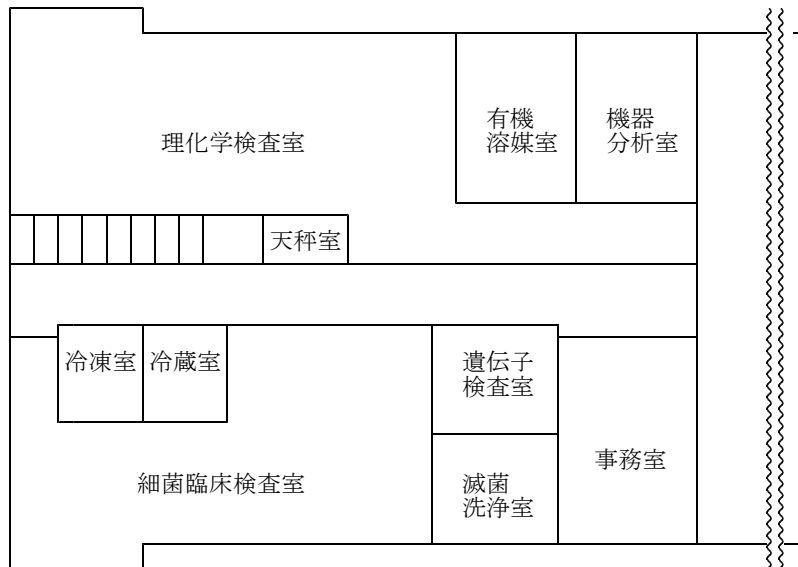 理化学検査室
有機
溶媒室
機器
分析室
天秤室
冷凍室
冷蔵室
遺伝子
検査室
事務室
細菌臨床検査室
滅菌
洗浄室